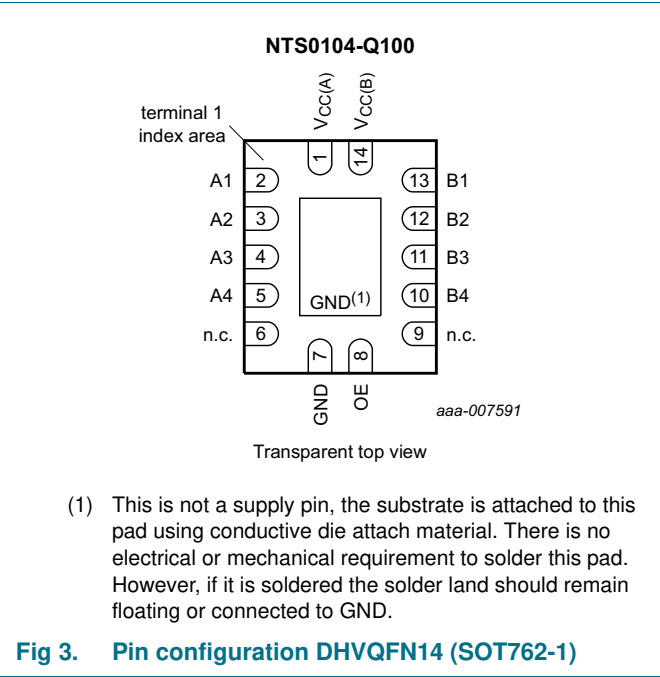 NTS0104-Q100
VCC(A)
VCC(B)
terminal 1
index area
1
14
A1 2
13 B1
A2 3
12 B2
A3 4
11 B3
A4 5
GND(1)
10 B4
n.c. 6
9 n.c.
7
8
GND
OE
aaa-007591
Transparent top view
(1) This is not a supply pin, the substrate is attached to this
pad using conductive die attach material. There is no
electrical or mechanical requirement to solder this pad.
However, if it is soldered the solder land should remain
floating or connected to GND.
Fig 3. Pin configuration DHVQFN14 (SOT762-1)